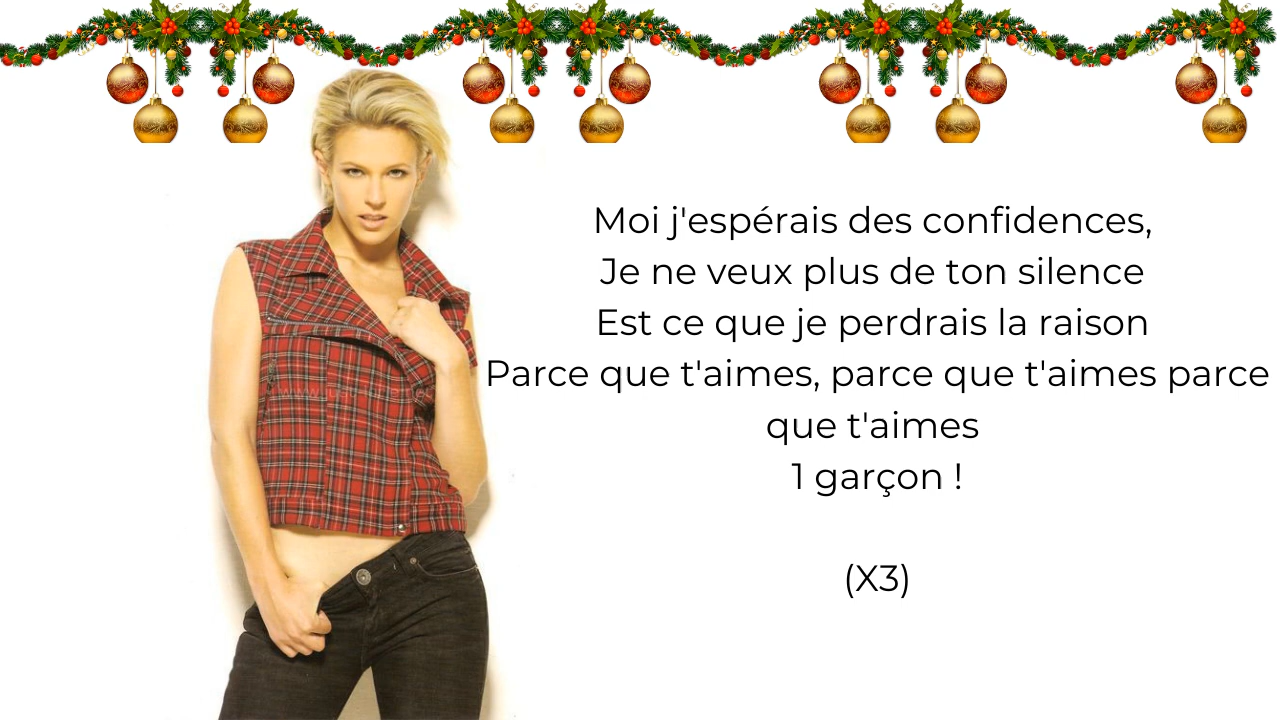 Moi j'espérais des confidences,
Je ne veux plus de ton silence
Est ce que je perdrais la raison
Parce que t'aimes, parce que t'aimes parce
que t'aimes
1 garçon !
(X3)